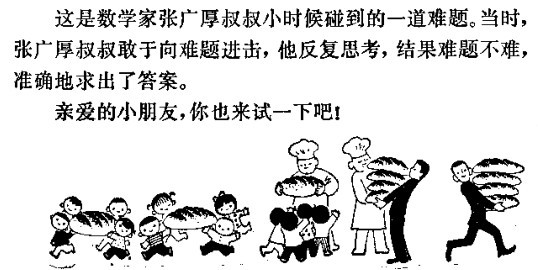 这是数学家张广厚叔叔小时候碰到的一道难题。当时，
张广厚叔叔敢于向难题进击，他反复思考，结果难题不难，
准确地求出了答案。
亲爱的小朋友，你也来试一下吧！